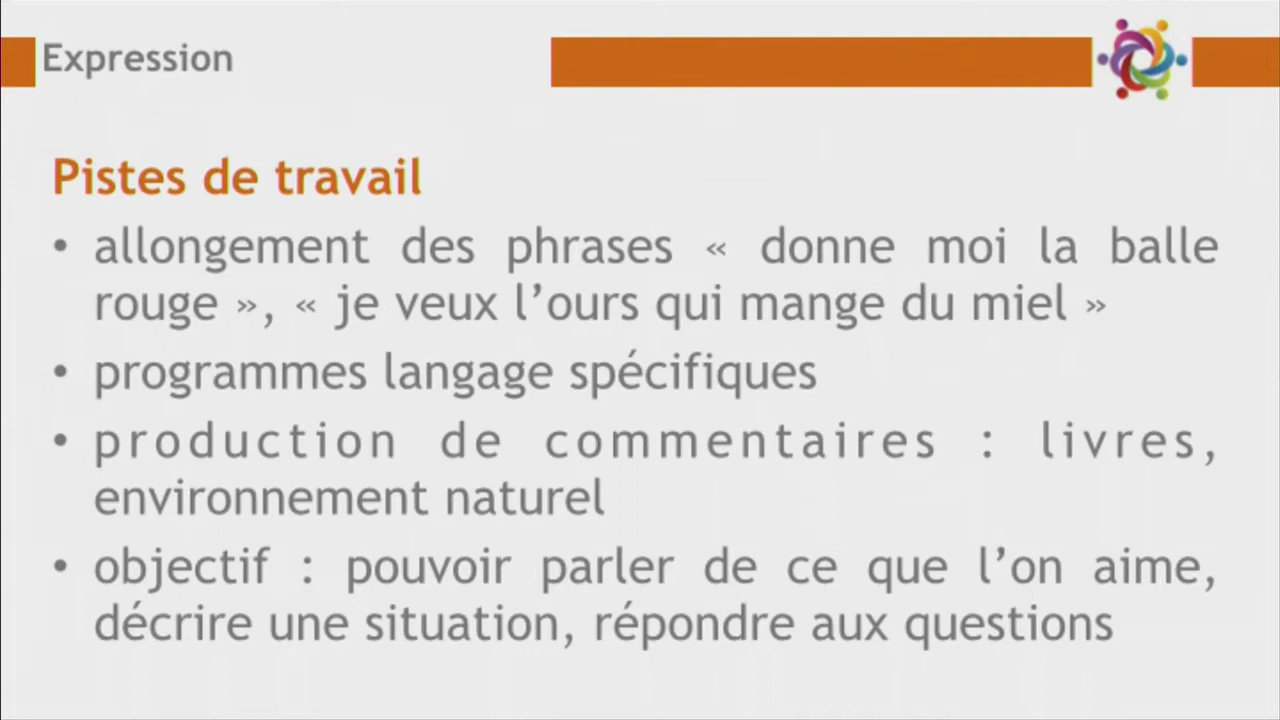 Expression
Pistes de travail
• allongement des phrases « donne moi la balle
rouge », « je veux l’ours qui mange du miel »
• programmes langage spécifiques
• production de commentaires : livres,
environnement naturel
• objectif : pouvoir parler de ce que l’on aime,
décrire une situation, répondre aux questions